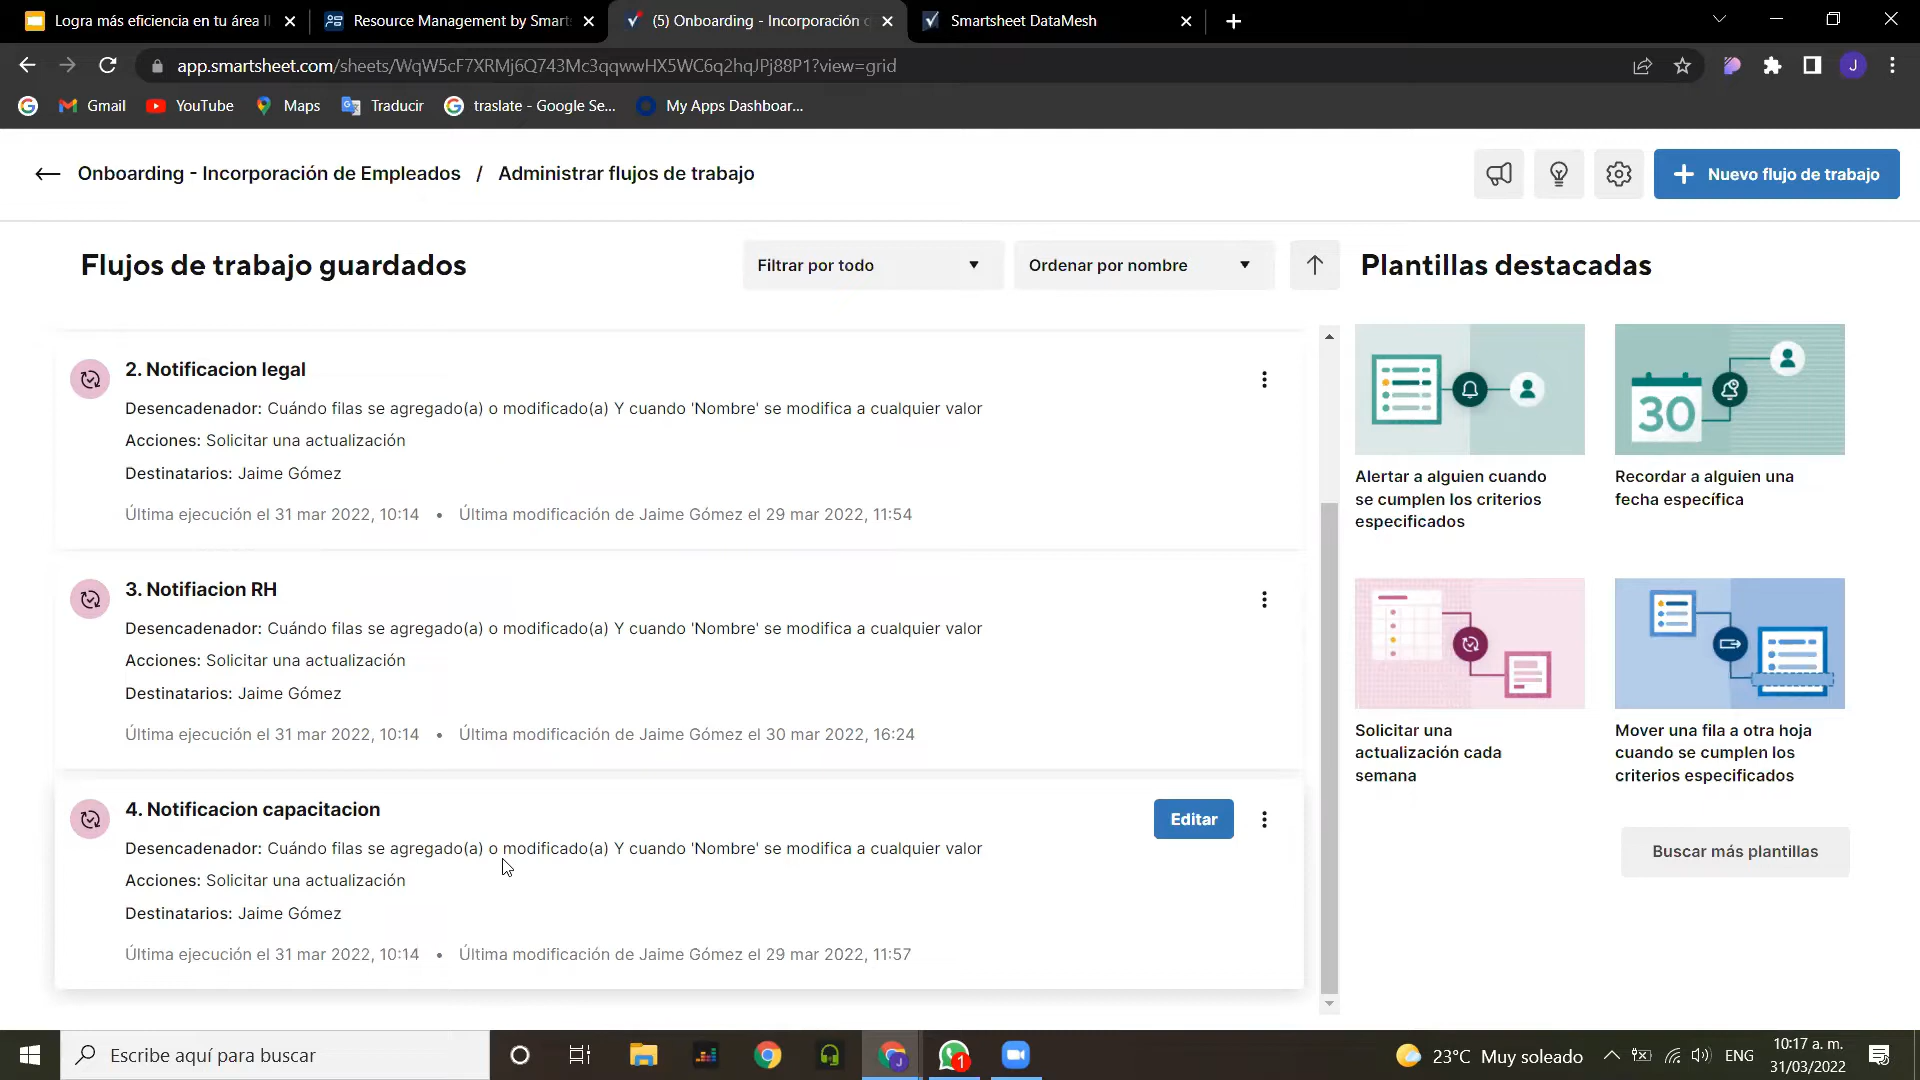 Logra más eficiencia en tu área I
Resource Management by Smarts
(5) Onboarding - Incorporación d
Smartsheet DataMesh
app.smartsheet.com/sheets/WqW5cF7XRMj6Q743Mc3qqwwHX5WC6q2hqJPj88P1?view=grid
J
Gmail
YouTube
Maps
Traducir
traslate - Google Se...
My Apps Dashboar...
Onboarding - Incorporación de Empleados / Administrar flujos de trabajo
Nuevo flujo de trabajo
Flujos de trabajo guardados
Filtrar por todo
Ordenar por nombre
Plantillas destacadas
2. Notificacion legal
Desencadenador: Cuándo filas se agregado(a) o modificado(a) Y cuando 'Nombre' se modifica a cualquier valor
Acciones: Solicitar una actualización
Destinatarios: Jaime Gómez
Última ejecución el 31 mar 2022, 10:14 • Última modificación de Jaime Gómez el 29 mar 2022, 11:54
3. Notifiacion RH
Desencadenador: Cuándo filas se agregado(a) o modificado(a) Y cuando 'Nombre' se modifica a cualquier valor
Acciones: Solicitar una actualización
Destinatarios: Jaime Gómez
Última ejecución el 31 mar 2022, 10:14 • Última modificación de Jaime Gómez el 30 mar 2022, 16:24
4. Notificacion capacitacion
Editar
Desencadenador: Cuándo filas se agregado(a) o modificado(a) Y cuando 'Nombre' se modifica a cualquier valor
Acciones: Solicitar una actualización
Destinatarios: Jaime Gómez
Última ejecución el 31 mar 2022, 10:14 • Última modificación de Jaime Gómez el 29 mar 2022, 11:57
30
Alertar a alguien cuando
se cumplen los criterios
especificados
Recordar a alguien una
fecha específica
Solicitar una
actualización cada
semana
Mover una fila a otra hoja
cuando se cumplen los
criterios especificados
Buscar más plantillas
Escribe aquí para buscar
J
1
23°C Muy soleado
ENG
10:17 a. m.
31/03/2022